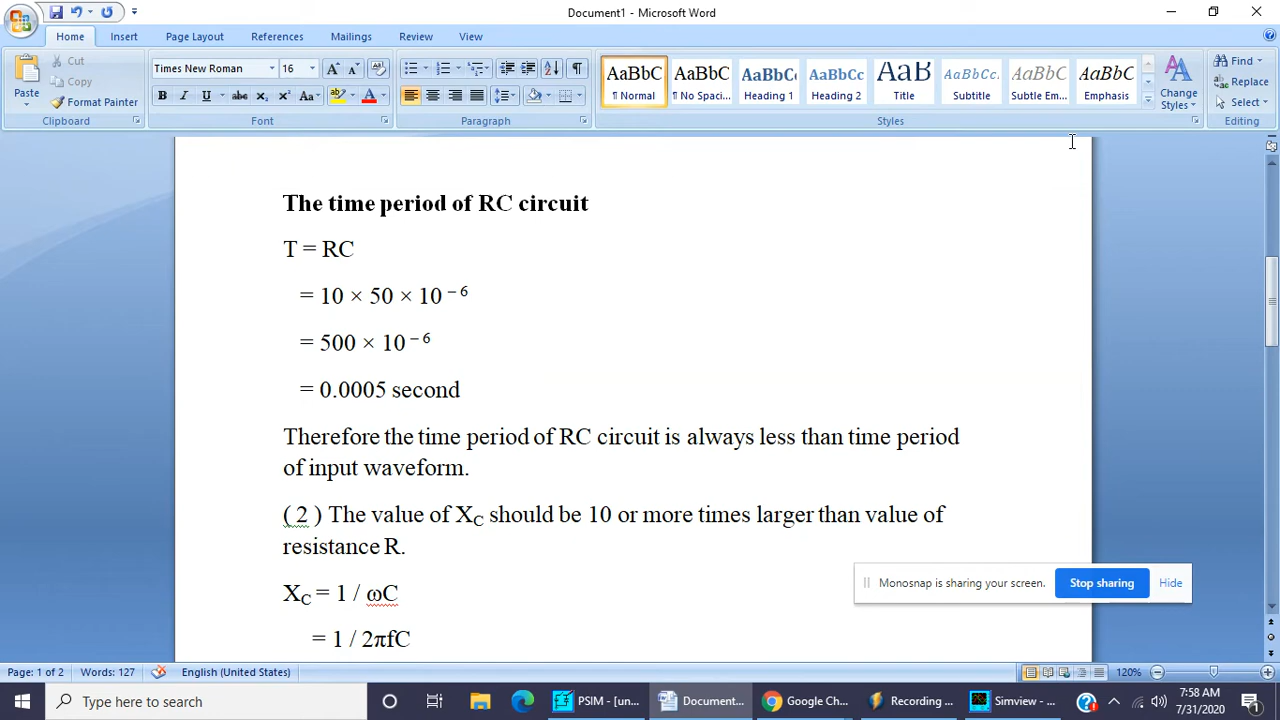 Document1 - Microsoft Word
Home Insert Page Layout References Mailings Review View
Paste
Cut
Copy
Format Painter
Clipboard
Times New Roman 16
Font
Paragraph
AaBbC AaBbCc AaBbC AaBbCc AaB AaBbCc. AaBbC AaBbCc
¶ Normal ¶ No Spaci... Heading 1 Heading 2 Title Subtitle Subtle Em... Emphasis
Change Styles
Styles
Find
Replace
Select
Editing
The time period of RC circuit
T = RC
= 10 × 50 × 10 – 6
= 500 × 10 – 6
= 0.0005 second
Therefore the time period of RC circuit is always less than time period
of input waveform.
( 2 ) The value of XC should be 10 or more times larger than value of
resistance R.
XC = 1 / ωC
= 1 / 2πfC
Monosnap is sharing your screen. Stop sharing Hide
Page: 1 of 2 Words: 127 English (United States) 120%
Type here to search
PSIM - [un... Document... Google Ch... Recording ... Simview - ...
7:58 AM
7/31/2020
1